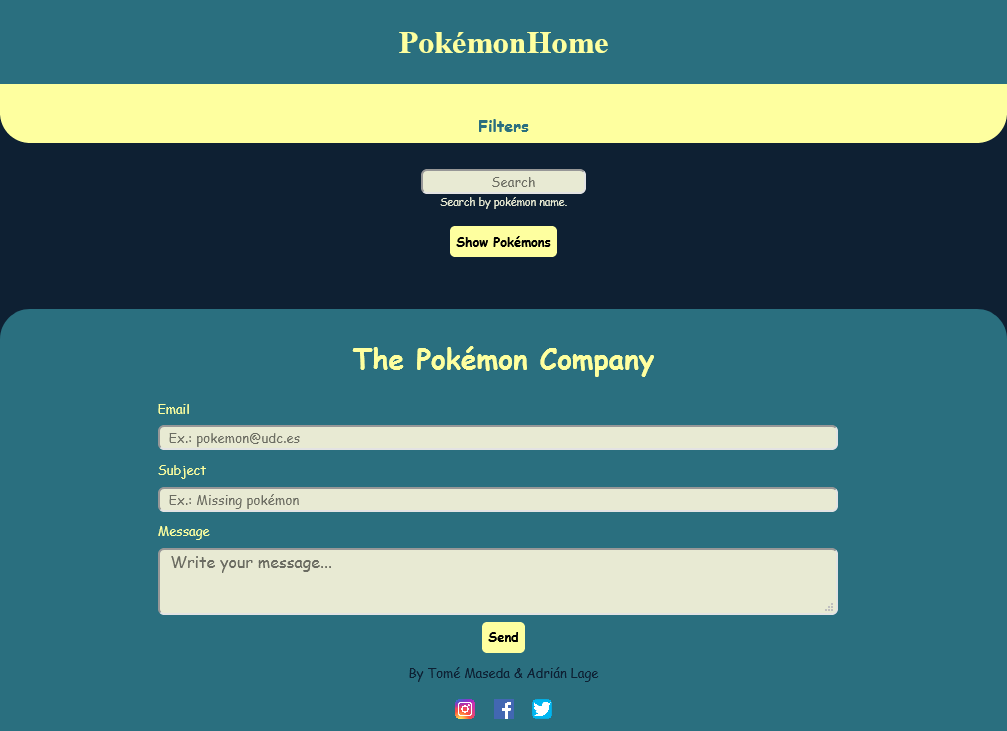 PokémonHome
Filters
Search
Search by pokémon name.
Show Pokémons
The Pokémon Company
Email
Ex.: pokemon@udc.es
Subject
Ex.: Missing pokémon
Message
Write your message...
Send
By Tomé Maseda & Adrián Lage